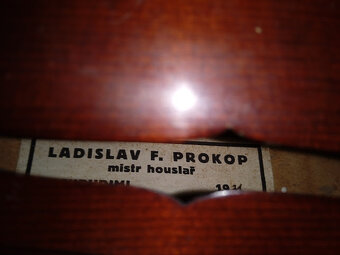 LADISLAV F. PROKOP
mistr houslař